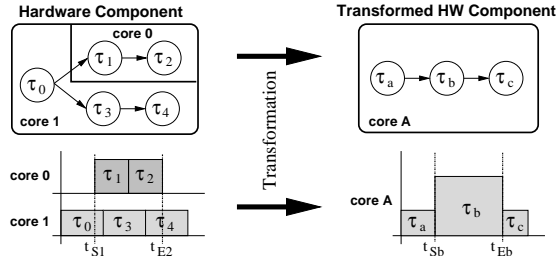 Hardware Component
Transformed HW Component
core 0
τ1
τ2
τ0
τ3
τ4
core 1
τa
τb
τc
core A
Transformation
core 0
τ1
τ2
core 1
τ0
τ3
τ4
tS1
tE2
core A
τa
τb
τc
tSb
tEb